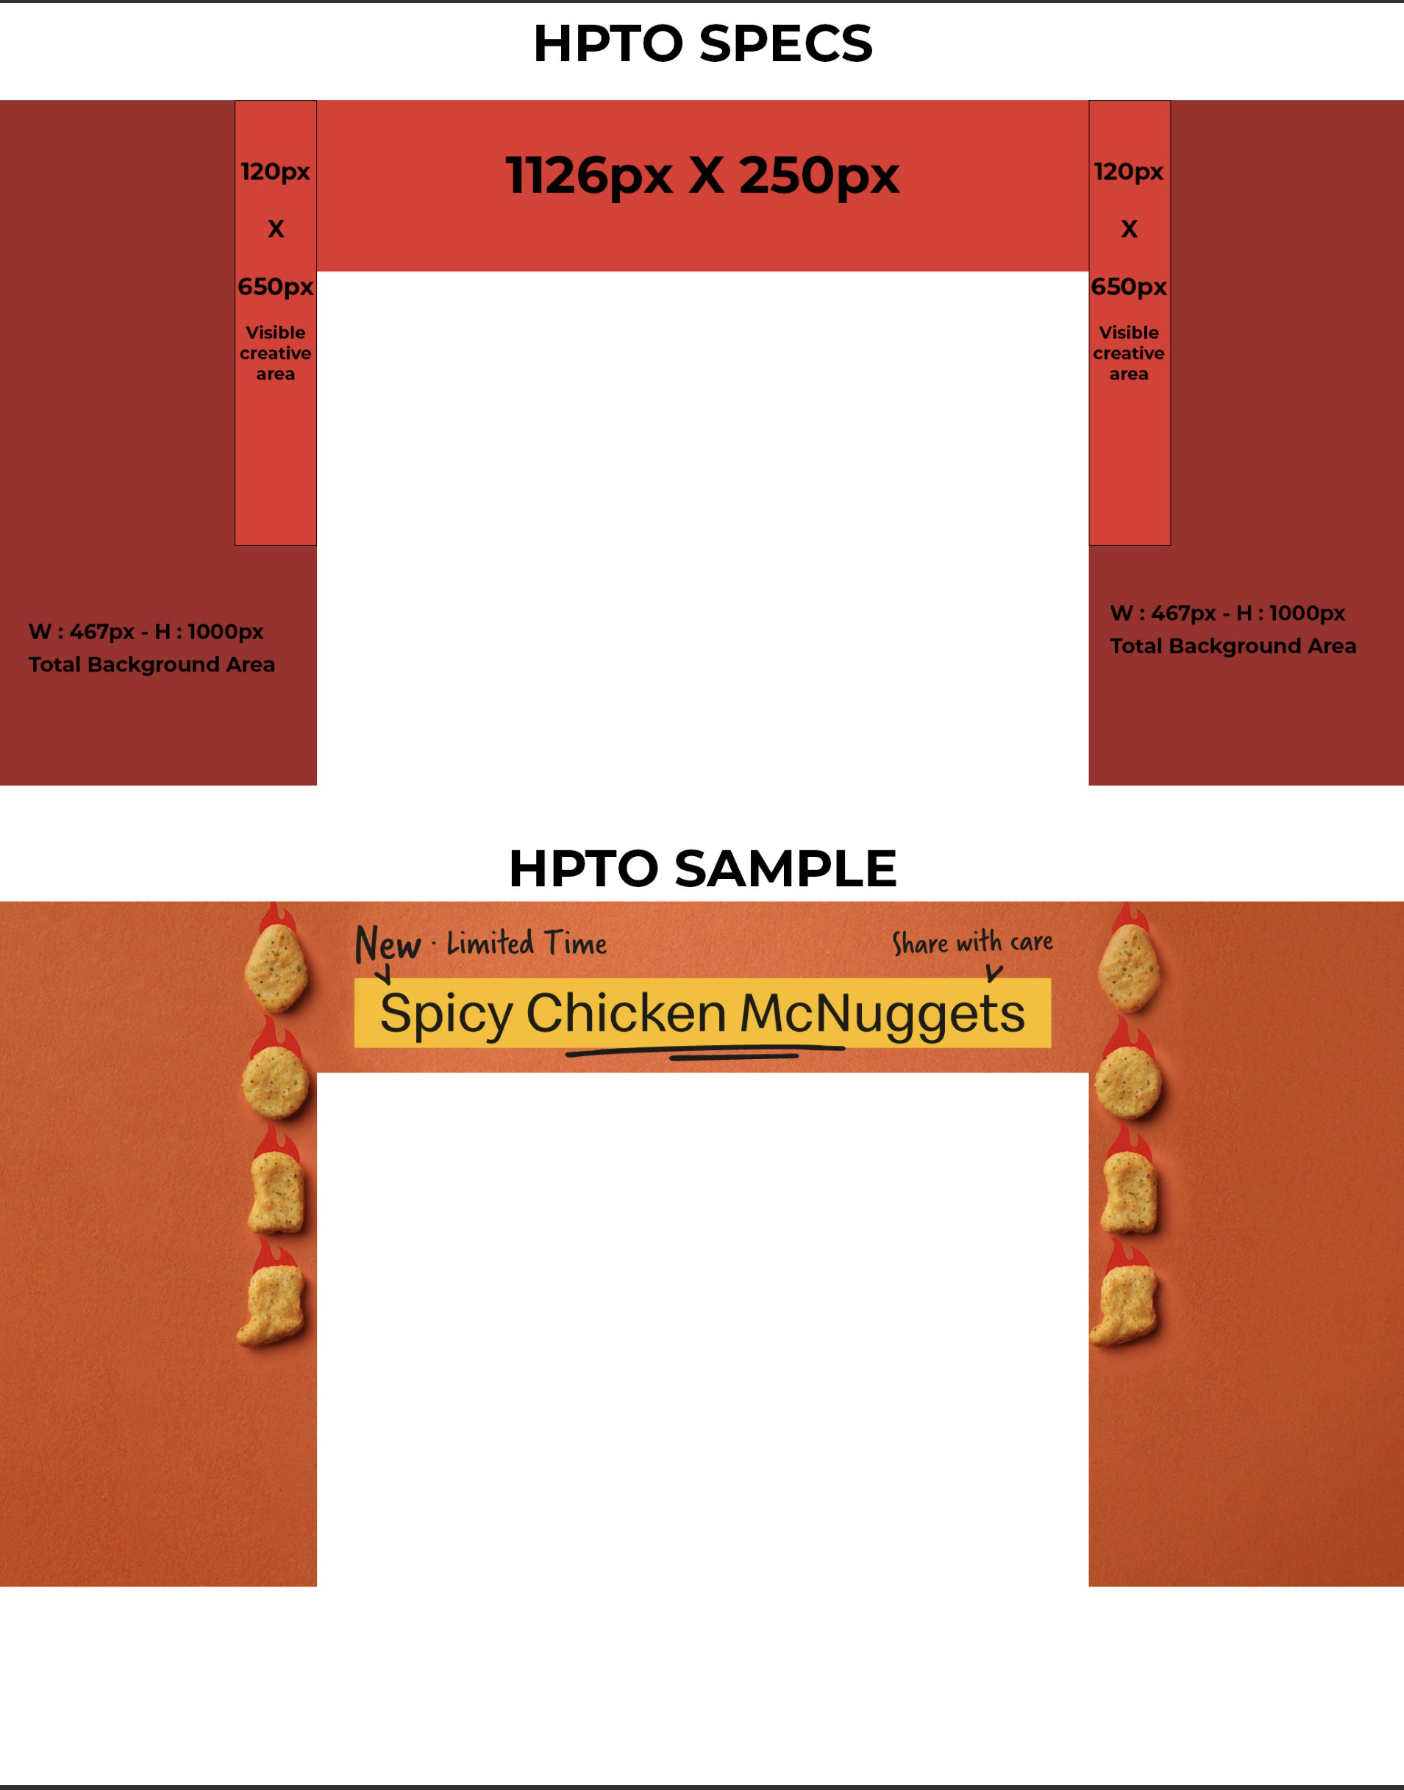 HPTO SPECS
1126px X 250px
120px
X
650px
Visible
creative
area
120px
X
650px
Visible
creative
area
W : 467px - H : 1000px
Total Background Area
W : 467px - H : 1000px
Total Background Area
HPTO SAMPLE
New · Limited Time
Share with care
Spicy Chicken McNuggets